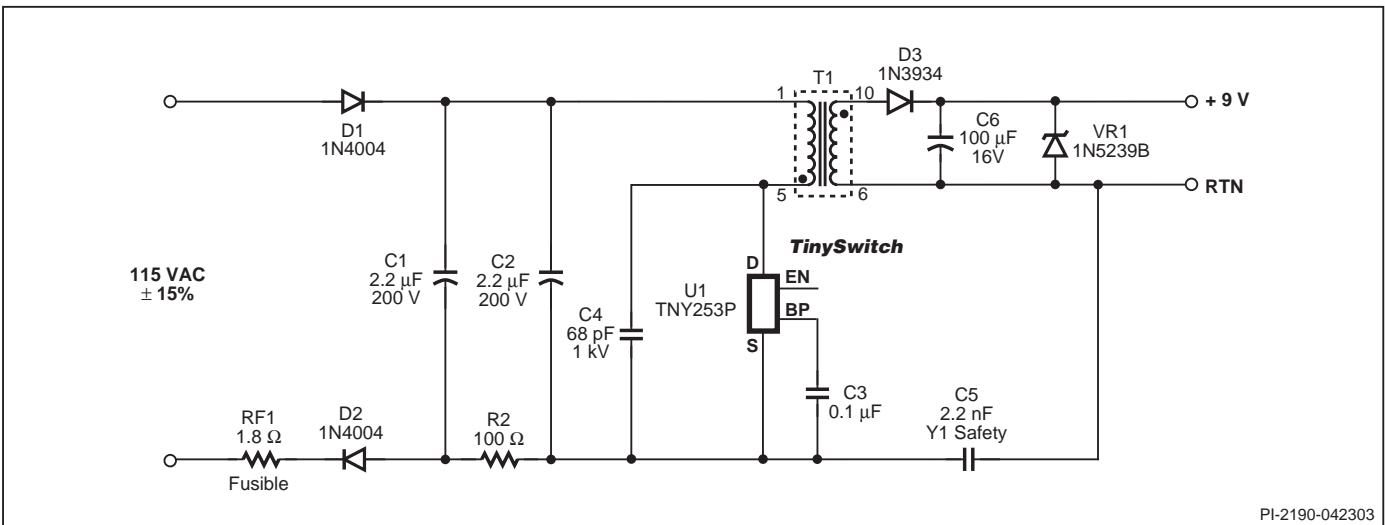 D3
1N3934
T1
1
10
+ 9 V
D1
1N4004
C6
100 µF
16V
VR1
1N5239B
5
6
RTN
TinySwitch
115 VAC
± 15%
C1
2.2 µF
200 V
C2
2.2 µF
200 V
D
EN
U1
TNY253P
BP
S
C4
68 pF
1 kV
C3
0.1 µF
C5
2.2 nF
Y1 Safety
RF1
1.8 Ω
Fusible
D2
1N4004
R2
100 Ω
PI-2190-042303